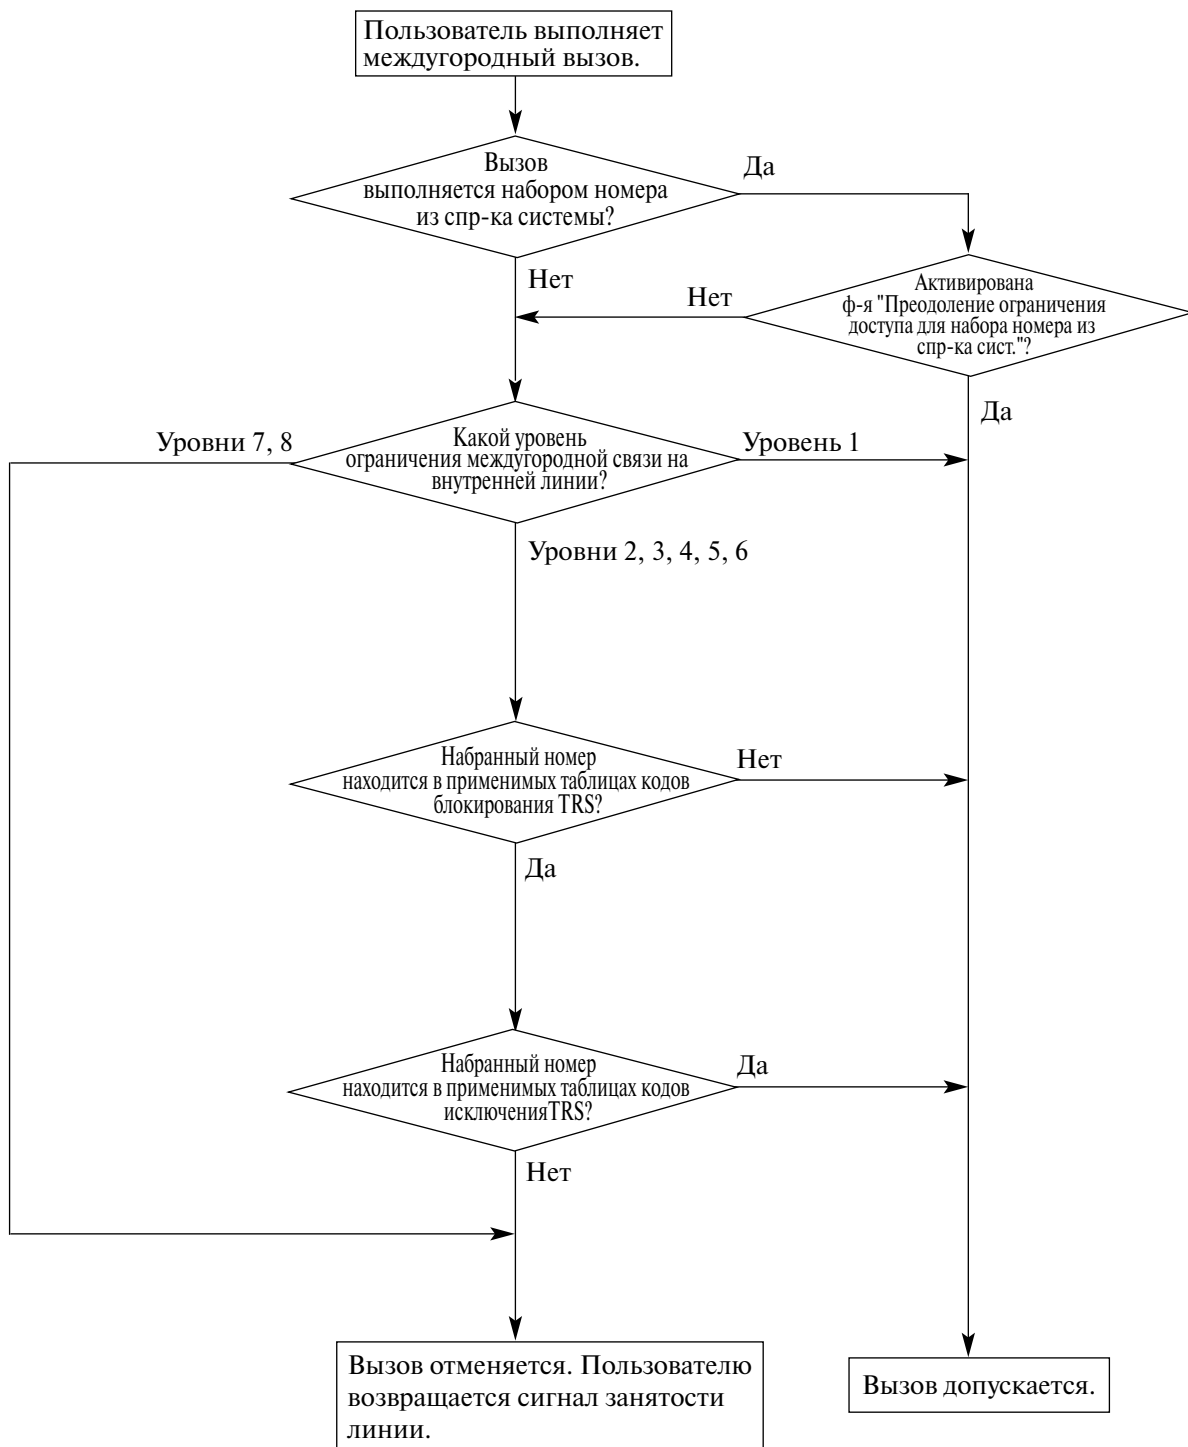 Пользователь выполняет
междугородный вызов.
Вызов
выполняется набором номера
из спр-ка системы?
Да
Нет
Активирована
ф-я "Преодоление ограничения
доступа для набора номера из
спр-ка сист."?
Нет
Да
Уровни 7, 8
Какой уровень
ограничения междугородной связи на
внутренней линии?
Уровень 1
Уровни 2, 3, 4, 5, 6
Набранный номер
находится в применимых таблицах кодов
блокирования TRS?
Нет
Да
Набранный номер
находится в применимых таблицах кодов
исключенияTRS?
Да
Нет
Вызов отменяется. Пользователю
возвращается сигнал занятости
линии.
Вызов допускается.